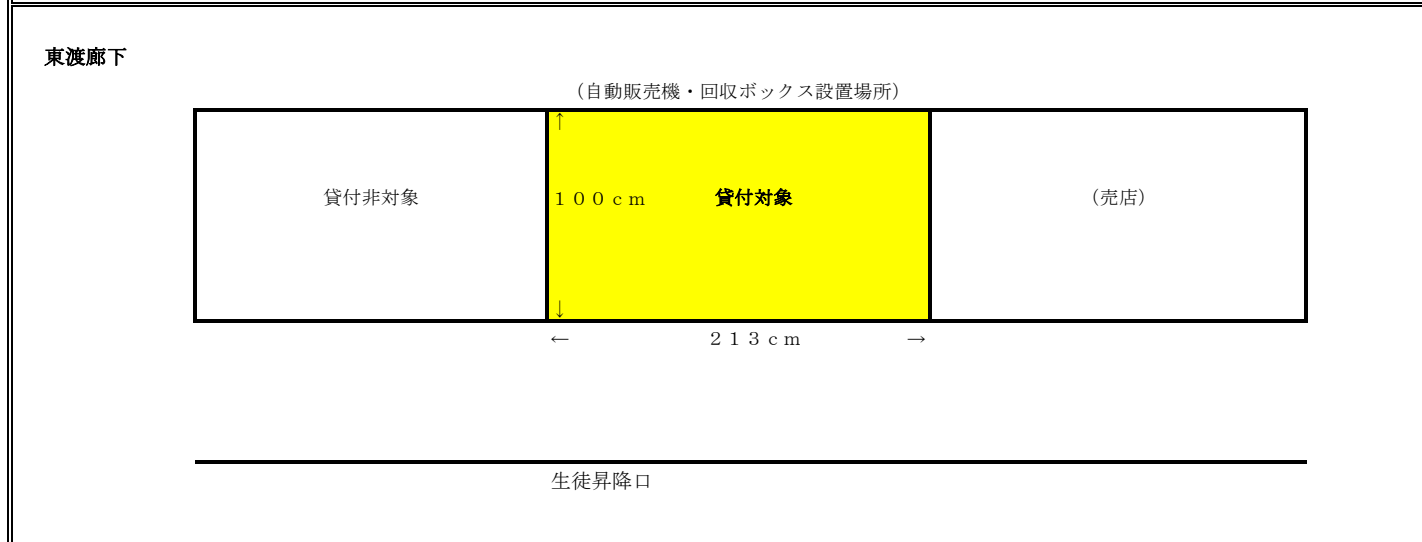 東渡廊下
（自動販売機・回収ボックス設置場所）
↑
貸付非対象 １００ｃｍ 貸付対象 （売店）
↓
← ２１３ｃｍ →
生徒昇降口